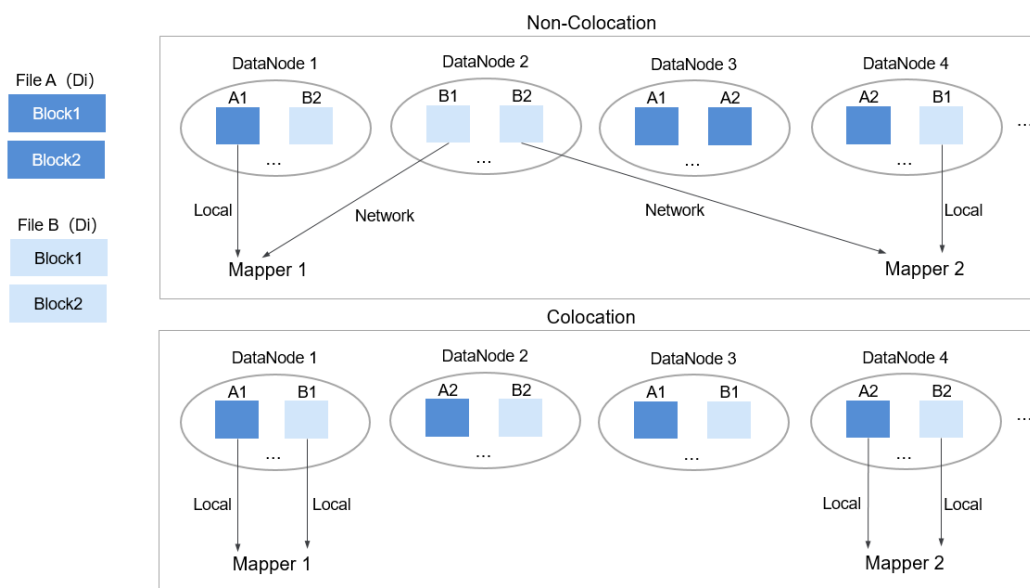 Non-Colocation
File A (Di)
Block1
Block2
File B (Di)
Block1
Block2
DataNode 1
A1 B2
...
DataNode 2
B1 B2
...
DataNode 3
A1 A2
...
DataNode 4
A2 B1
...
...
Local
Network
Network
Local
Mapper 1
Mapper 2
Colocation
DataNode 1
A1 B1
...
DataNode 2
A2 B2
...
DataNode 3
A1 B1
...
DataNode 4
A2 B2
...
...
Local
Local
Local
Local
Mapper 1
Mapper 2